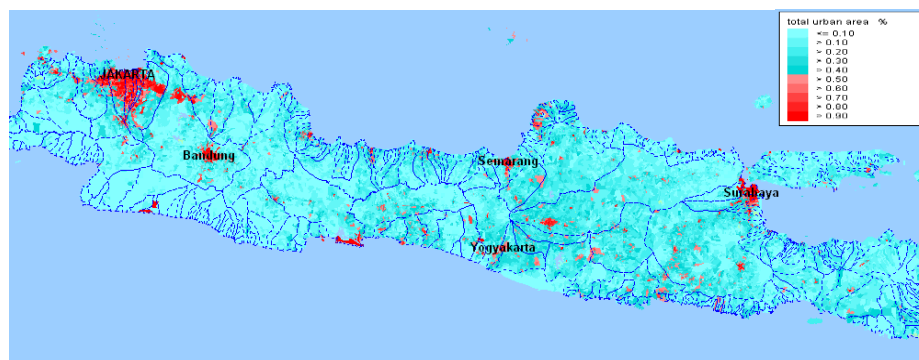 total urban area %
<= 0.10
> 0.10
> 0.20
> 0.30
> 0.40
> 0.50
> 0.60
> 0.70
> 0.80
> 0.90
JAKARTA
Bandung
Semarang
Surabaya
Yogyakarta